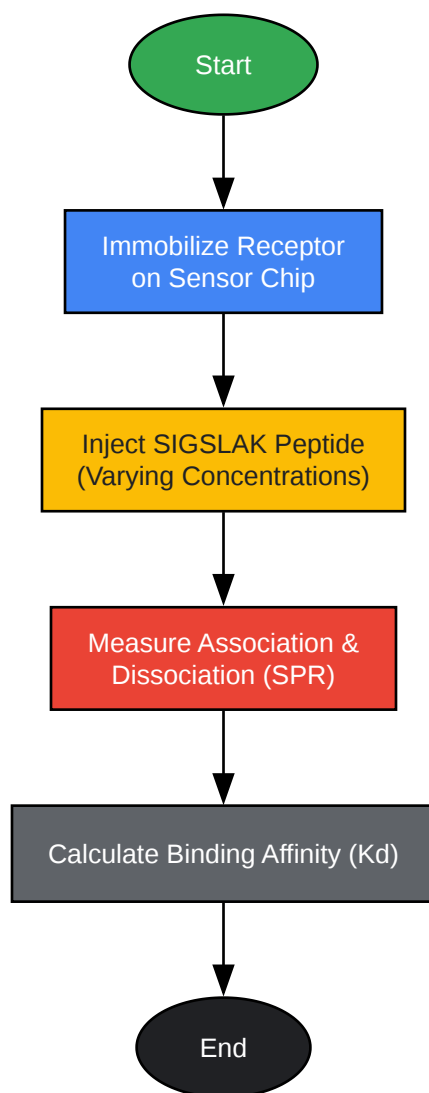 Start
Immobilize Receptor
on Sensor Chip
Inject SIGSLAK Peptide
(Varying Concentrations)
Measure Association &
Dissociation (SPR)
Calculate Binding Affinity (Kd)
End